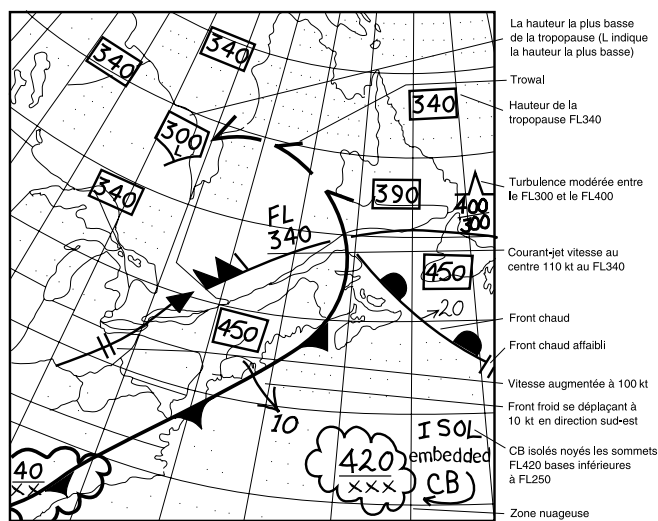 La hauteur la plus basse
de la tropopause (L indique
la hauteur la plus basse)
Trowal
Hauteur de la
tropopause FL340
Turbulence modérée entre
le FL300 et le FL400
Courant-jet vitesse au
centre 110 kt au FL340
Front chaud
Front chaud affaibli
Vitesse augmentée à 100 kt
Front froid se déplaçant à
10 kt en direction sud-est
CB isolés noyés les sommets
FL420 bases inférieures
à FL250
Zone nuageuse
340
340
340
300
L
340
390
400
300
FL
340
450
20
450
10
ISOL
embedded
CB
420
XXX
40
XX